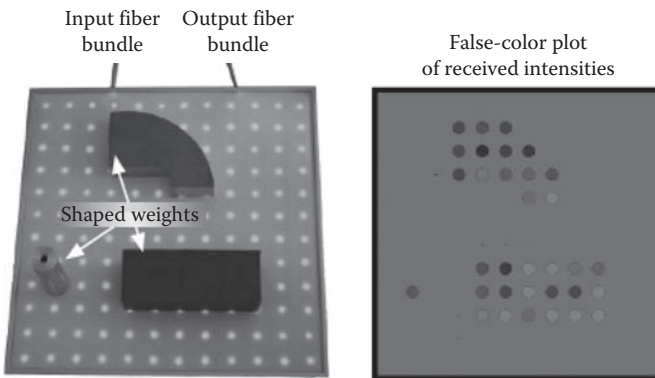 Input fiber
bundle
Output fiber
bundle
False-color plot
of received intensities
Shaped weights